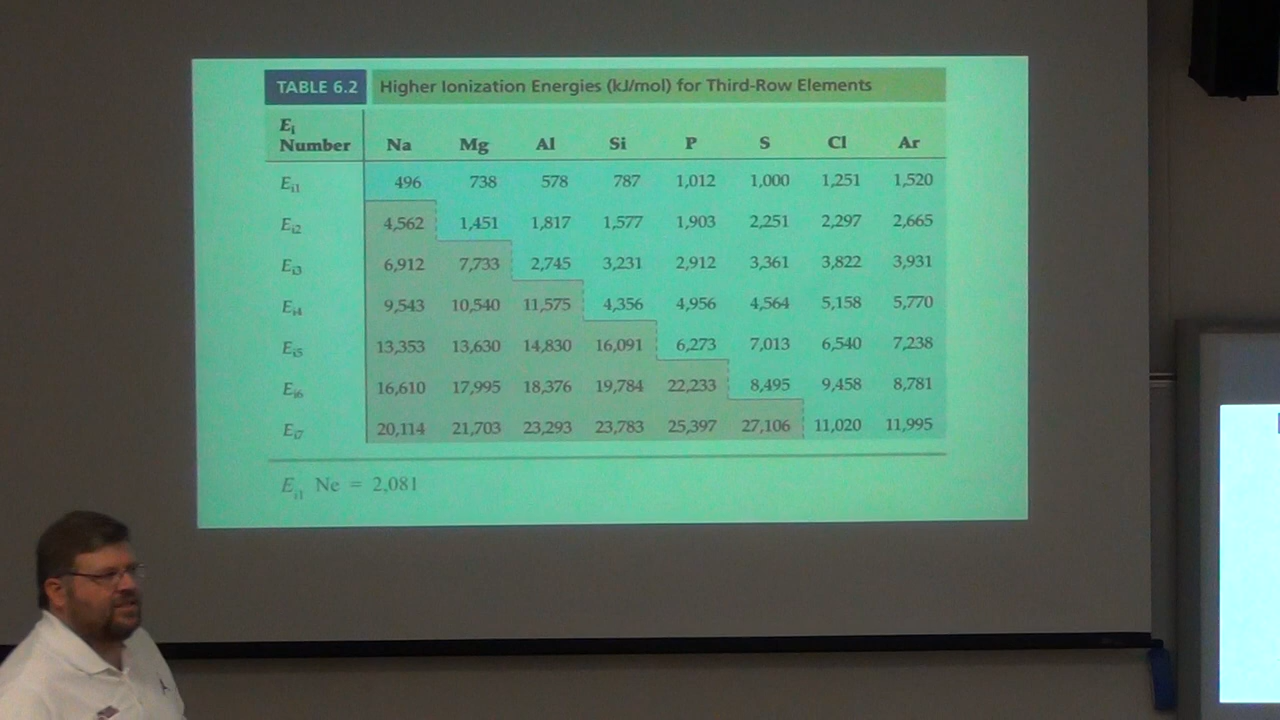 TABLE 6.2 Higher Ionization Energies (kJ/mol) for Third-Row Elements
Ei
Number Na Mg Al Si P S Cl Ar
Ei1 496 738 578 787 1,012 1,000 1,251 1,520
Ei2 4,562 1,451 1,817 1,577 1,903 2,251 2,297 2,665
Ei3 6,912 7,733 2,745 3,231 2,912 3,361 3,822 3,931
Ei4 9,543 10,540 11,575 4,356 4,956 4,564 5,158 5,770
Ei5 13,353 13,630 14,830 16,091 6,273 7,013 6,540 7,238
Ei6 16,610 17,995 18,376 19,784 22,233 8,495 9,458 8,781
Ei7 20,114 21,703 23,293 23,783 25,397 27,106 11,020 11,995
Ei1 Ne = 2,081